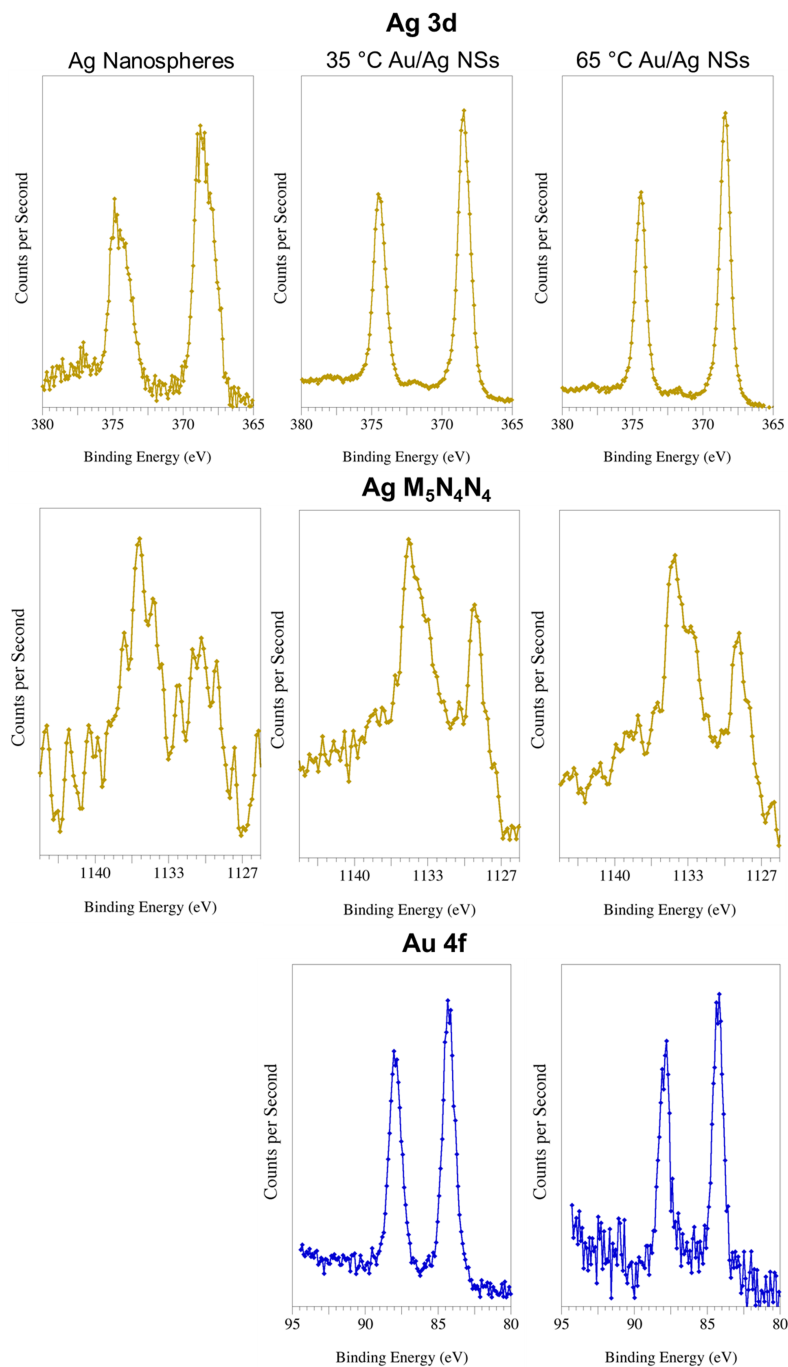 Ag 3d
Ag Nanospheres 35 °C Au/Ag NSs 65 °C Au/Ag NSs
Counts per Second Counts per Second Counts per Second
380 375 370 365 380 375 370 365 380 375 370 365
Binding Energy (eV) Binding Energy (eV) Binding Energy (eV)
Ag M₅N₄N₄
Counts per Second Counts per Second Counts per Second
1140 1133 1127 1140 1133 1127 1140 1133 1127
Binding Energy (eV) Binding Energy (eV) Binding Energy (eV)
Au 4f
Counts per Second Counts per Second
95 90 85 80 95 90 85 80
Binding Energy (eV) Binding Energy (eV)